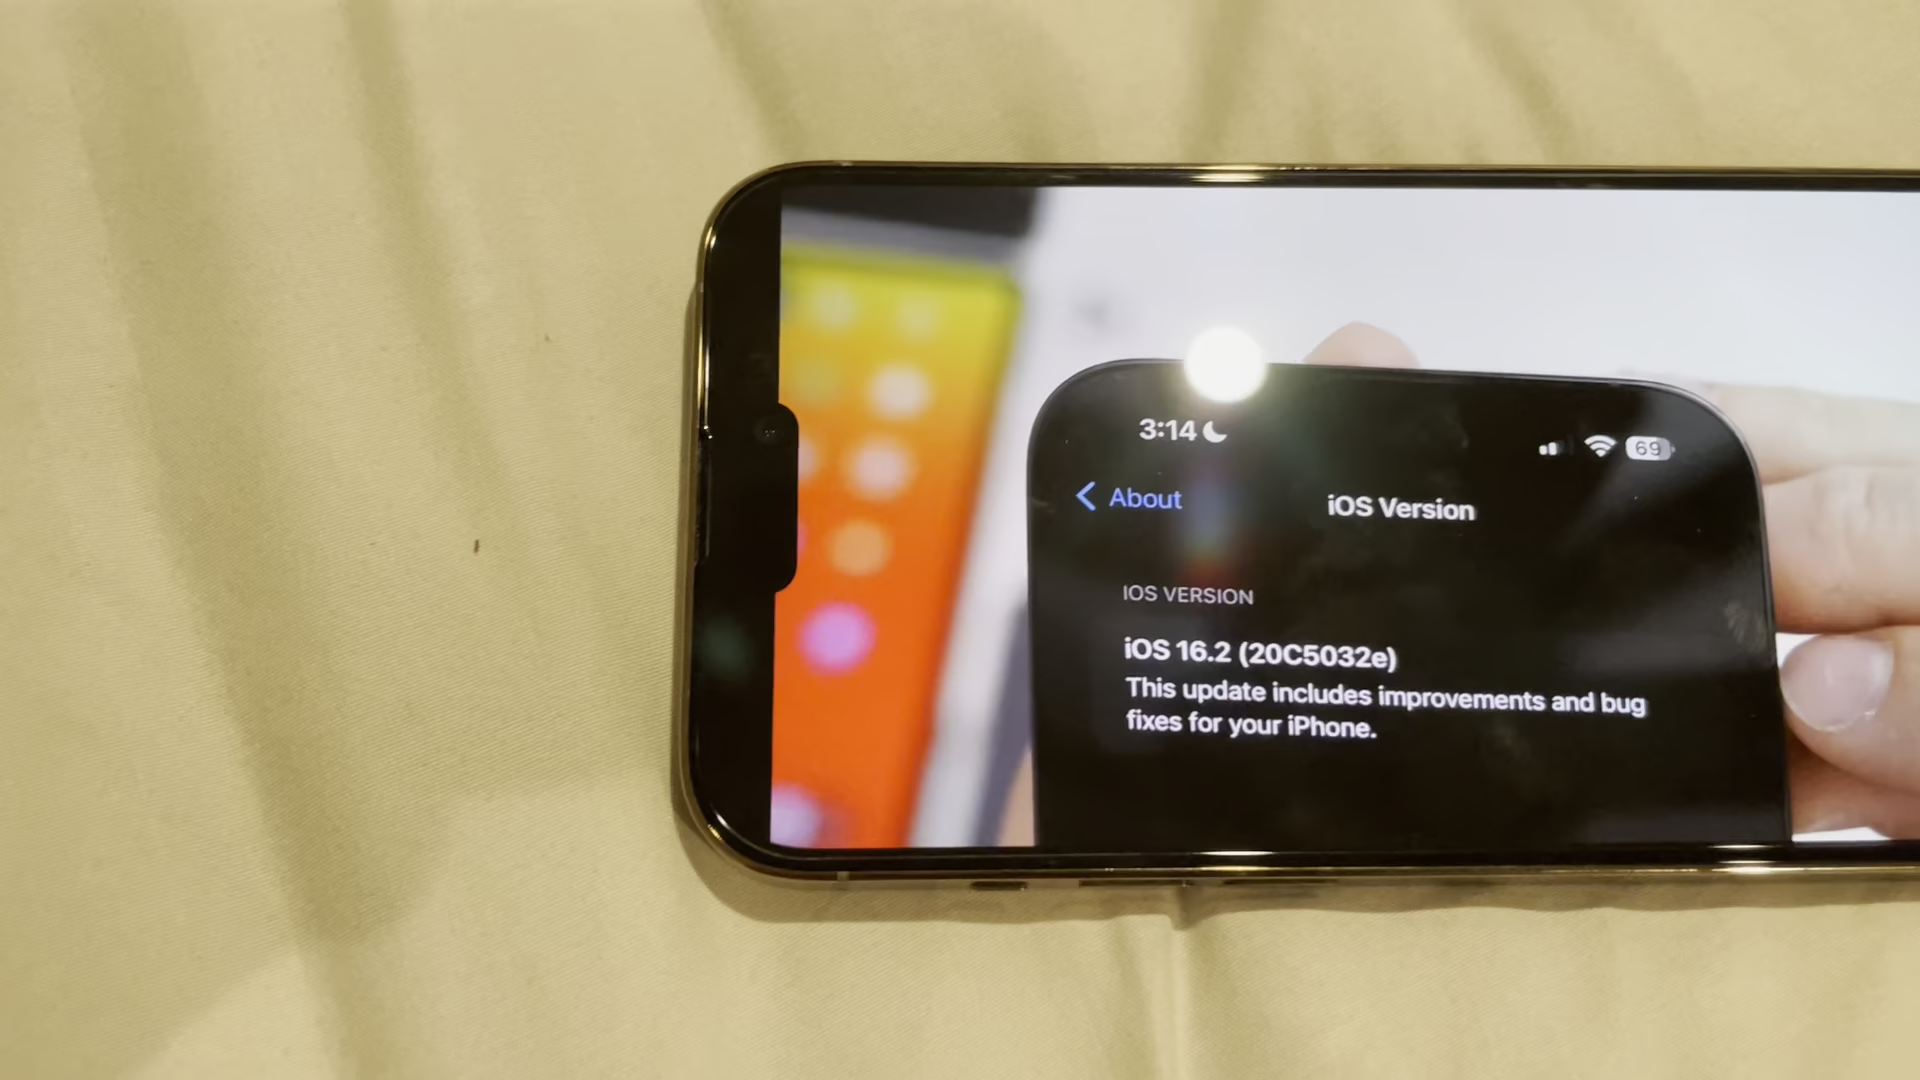 3:14
69
About
iOS Version
IOS VERSION
iOS 16.2 (20C5032e)
This update includes improvements and bug
fixes for your iPhone.